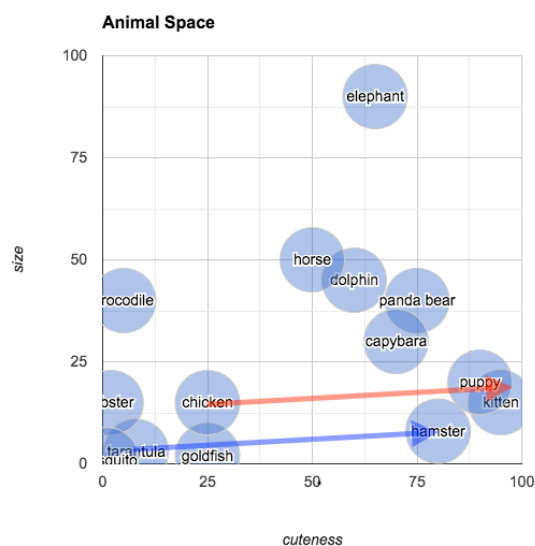 Animal Space
100
elephant
75
size
50
horse
dolphin
rocodile
panda bear
capybara
25
puppy
bster
chicken
kitten
hamster
tarantula
squito
goldfish
0
0
25
50
75
100
cuteness